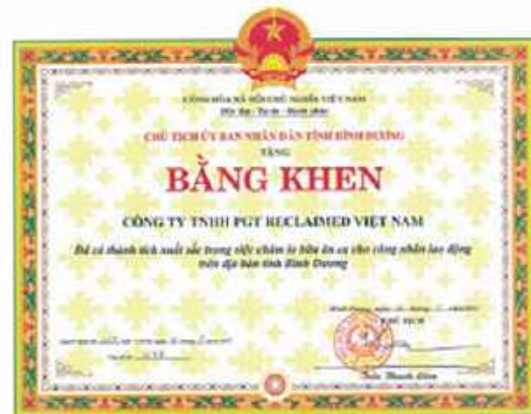 CỘNG HÒA XÃ HỘI CHỦ NGHĨA VIỆT NAM
Độc lập - Tự do - Hạnh phúc
CHỦ TỊCH ỦY BAN NHÂN DÂN TỈNH BÌNH DƯƠNG
TẶNG
BẰNG KHEN
CÔNG TY TNHH PGT RECLAIMED VIỆT NAM
Đã có thành tích xuất sắc trong việc chăm lo bữa ăn ca cho công nhân lao động
trên địa bàn tỉnh Bình Dương
CHỦ TỊCH